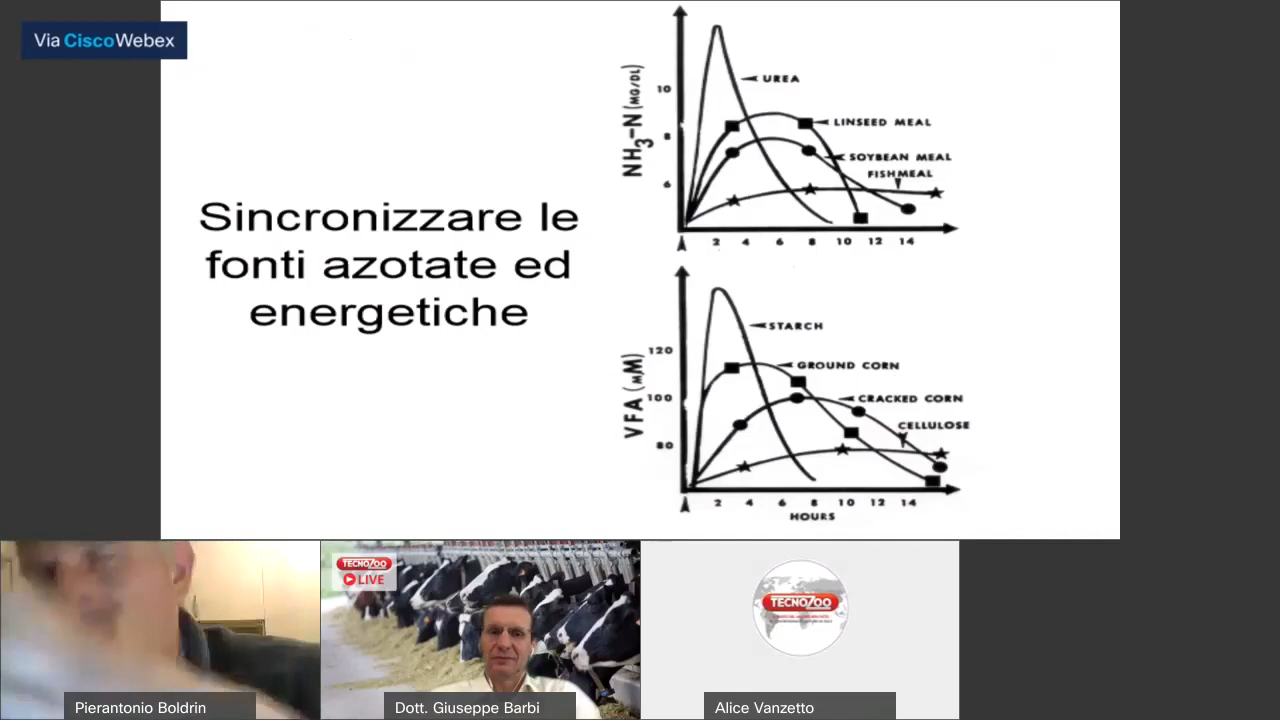 Via CiscoWebex
Sincronizzare le
fonti azotate ed
energetiche
NH3-N (MG/DL)
10
8
6
UREA
LINSEED MEAL
SOYBEAN MEAL
FISHMEAL
2 4 6 8 10 12 14
VFA (MM)
120
100
80
STARCH
GROUND CORN
CRACKED CORN
CELLULOSE
2 4 6 8 10 12 14
HOURS
TECNOZOO
LIVE
TECNOZOO
Pierantonio Boldrin
Dott. Giuseppe Barbi
Alice Vanzetto